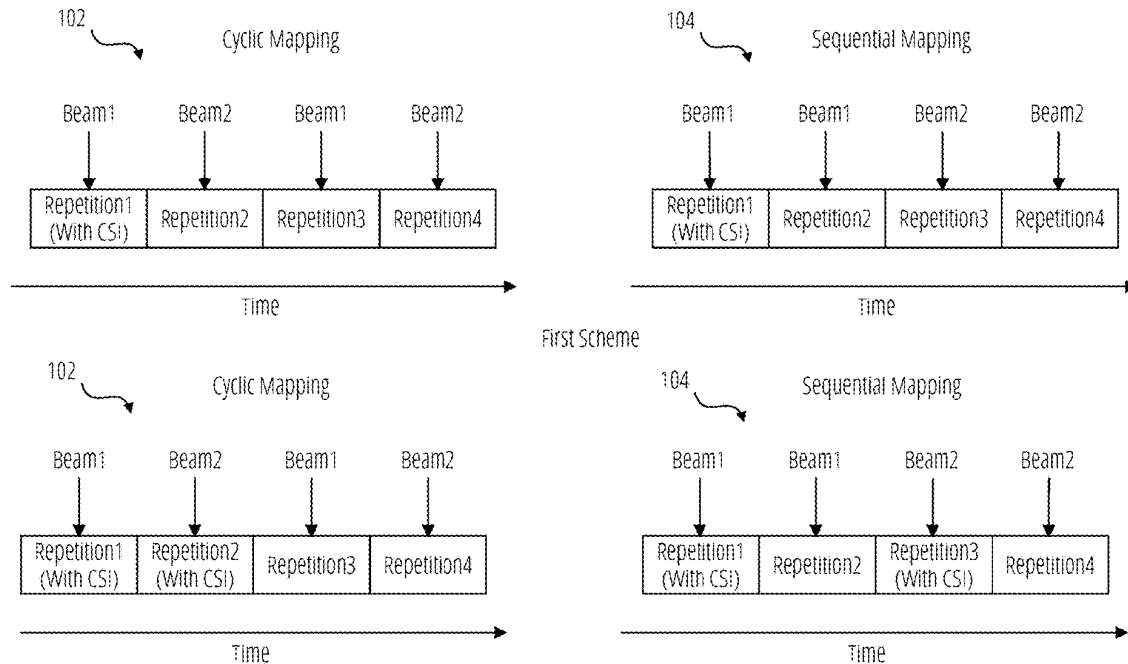 102
Cyclic Mapping
104
Sequential Mapping
Beam1 Beam2 Beam1 Beam2
Beam1 Beam1 Beam2 Beam2
Repetition1
(With CSI)
Repetition2
Repetition3
Repetition4
Repetition1
(With CSI)
Repetition2
Repetition3
Repetition4
Time
Time
First Scheme
102
Cyclic Mapping
104
Sequential Mapping
Beam1 Beam2 Beam1 Beam2
Beam1 Beam1 Beam2 Beam2
Repetition1
(With CSI)
Repetition2
(With CSI)
Repetition3
Repetition4
Repetition1
(With CSI)
Repetition2
Repetition3
(With CSI)
Repetition4
Time
Time